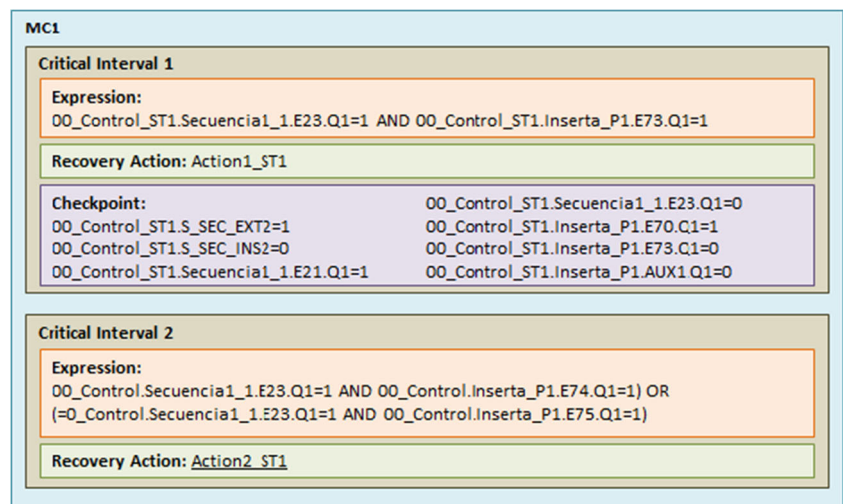 MC1
Critical Interval 1
Expression:
00_Control_ST1.Secuencia1_1.E23.Q1=1 AND 00_Control_ST1.Inserta_P1.E73.Q1=1
Recovery Action: Action1_ST1
Checkpoint:
00_Control_ST1.S_SEC_EXT2=1
00_Control_ST1.S_SEC_INS2=0
00_Control_ST1.Secuencia1_1.E21.Q1=1
00_Control_ST1.Secuencia1_1.E23.Q1=0
00_Control_ST1.Inserta_P1.E70.Q1=1
00_Control_ST1.Inserta_P1.E73.Q1=0
00_Control_ST1.Inserta_P1.AUX1.Q1=0
Critical Interval 2
Expression:
00_Control.Secuencia1_1.E23.Q1=1 AND 00_Control.Inserta_P1.E74.Q1=1) OR
(=0_Control.Secuencia1_1.E23.Q1=1 AND 00_Control.Inserta_P1.E75.Q1=1)
Recovery Action: Action2_ST1